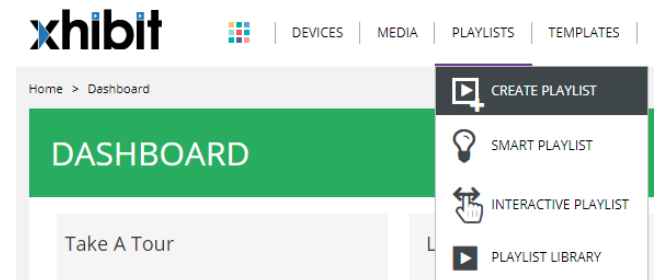 xhibit
DEVICES MEDIA PLAYLISTS TEMPLATES
Home > Dashboard
CREATE PLAYLIST
DASHBOARD
SMART PLAYLIST
INTERACTIVE PLAYLIST
Take A Tour
L
PLAYLIST LIBRARY